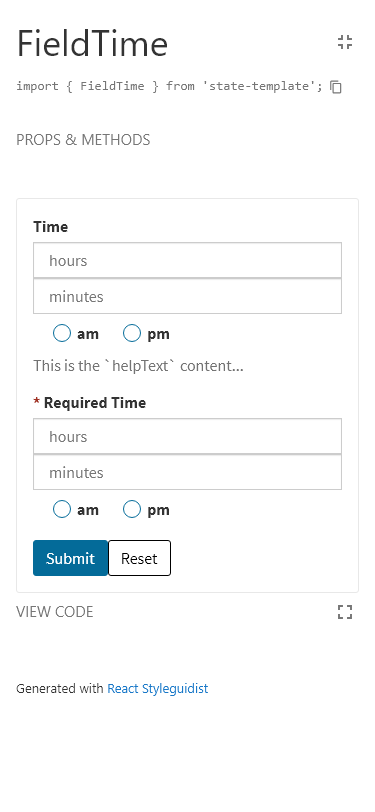 FieldTime
import { FieldTime } from 'state-template';
PROPS & METHODS
Time
hours
minutes
am pm
This is the `helpText` content...
* Required Time
hours
minutes
am pm
Submit Reset
VIEW CODE
Generated with React Styleguidist